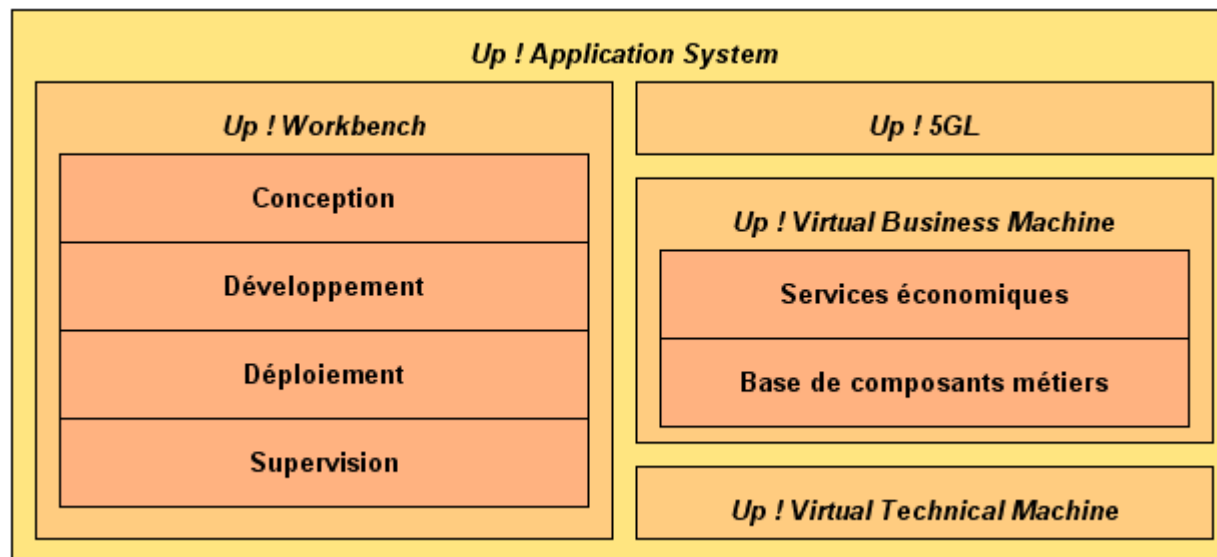 Up ! Application System
Up ! Workbench
Conception
Développement
Déploiement
Supervision
Up ! 5GL
Up ! Virtual Business Machine
Services économiques
Base de composants métiers
Up ! Virtual Technical Machine